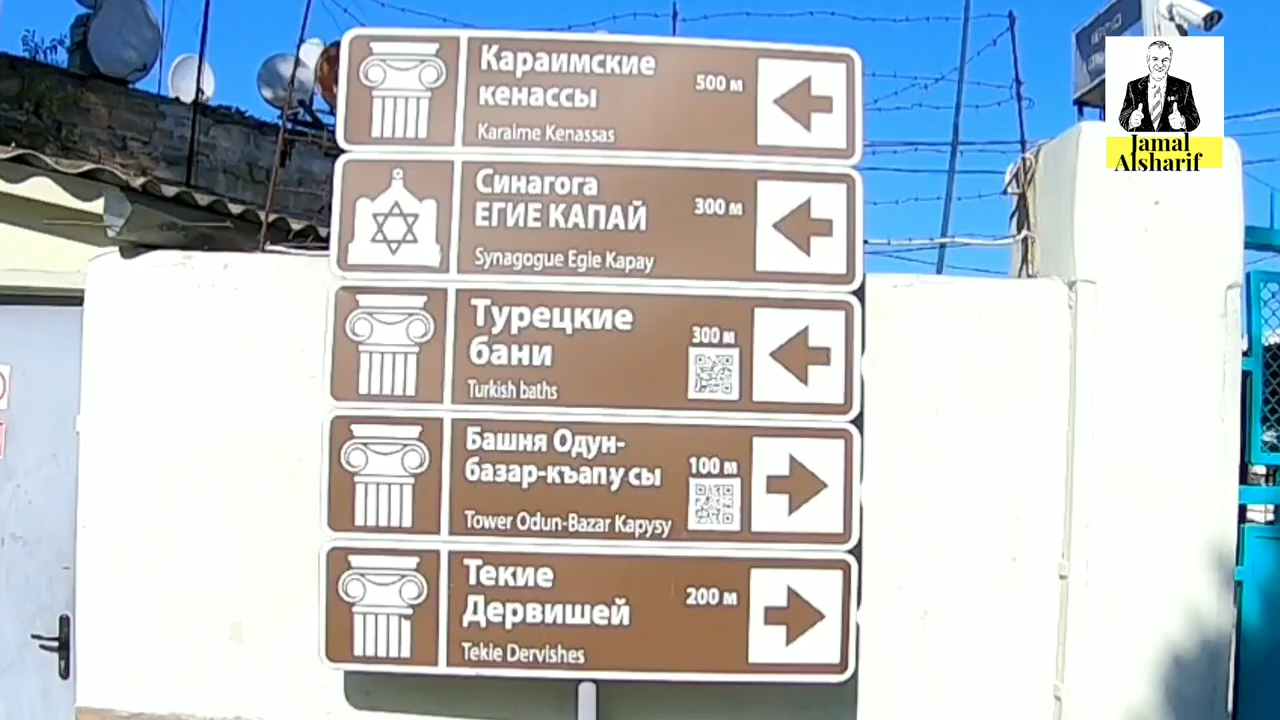 Караимские
кенассы
500 м
Karaime Kenassas
Синагога
ЕГИЕ КАПАЙ
300 м
Synagogue Egie Kapay
Турецкие
бани
300 м
Turkish baths
Башня Одун-
базар-къапусы
100 м
Tower Odun-Bazar Kapysy
Текие
Дервишей
200 м
Tekie Dervishes
Jamal
Alsharif